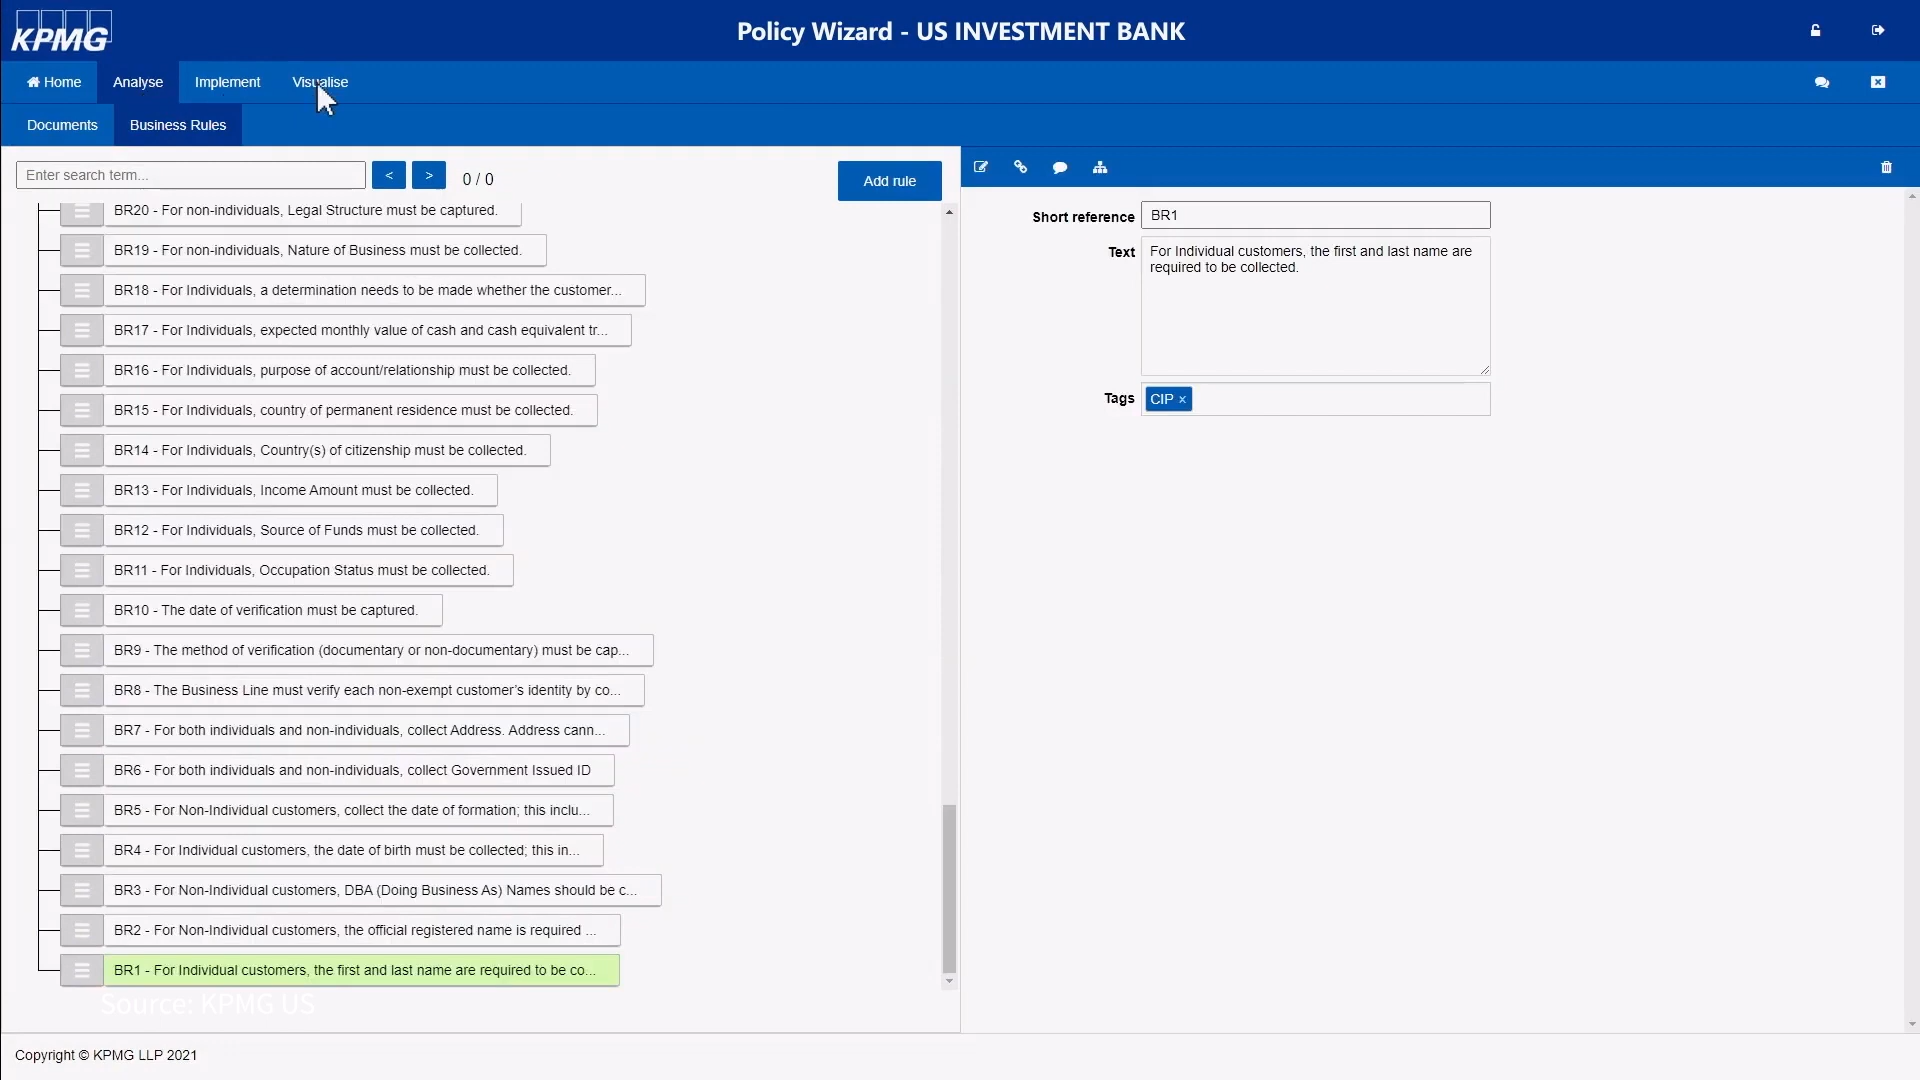 KPMG
Policy Wizard - US INVESTMENT BANK
Home Analyse Implement Visualise
Documents Business Rules
Enter search term... < > 0 / 0 Add rule
BR20 - For non-individuals, Legal Structure must be captured.
BR19 - For non-individuals, Nature of Business must be collected.
BR18 - For Individuals, a determination needs to be made whether the customer...
BR17 - For Individuals, expected monthly value of cash and cash equivalent tr...
BR16 - For Individuals, purpose of account/relationship must be collected.
BR15 - For Individuals, country of permanent residence must be collected.
BR14 - For Individuals, Country(s) of citizenship must be collected.
BR13 - For Individuals, Income Amount must be collected.
BR12 - For Individuals, Source of Funds must be collected.
BR11 - For Individuals, Occupation Status must be collected.
BR10 - The date of verification must be captured.
BR9 - The method of verification (documentary or non-documentary) must be cap...
BR8 - The Business Line must verify each non-exempt customer's identity by co...
BR7 - For both individuals and non-individuals, collect Address. Address cann...
BR6 - For both individuals and non-individuals, collect Government Issued ID
BR5 - For Non-Individual customers, collect the date of formation; this inclu...
BR4 - For Individual customers, the date of birth must be collected; this in...
BR3 - For Non-Individual customers, DBA (Doing Business As) Names should be c...
BR2 - For Non-Individual customers, the official registered name is required ...
BR1 - For Individual customers, the first and last name are required to be co...
Source: KPMG US
Short reference BR1
Text For Individual customers, the first and last name are
required to be collected.
Tags CIP ×
Copyright © KPMG LLP 2021